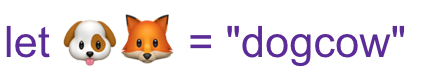 let 🐶🦊 = "dogcow"